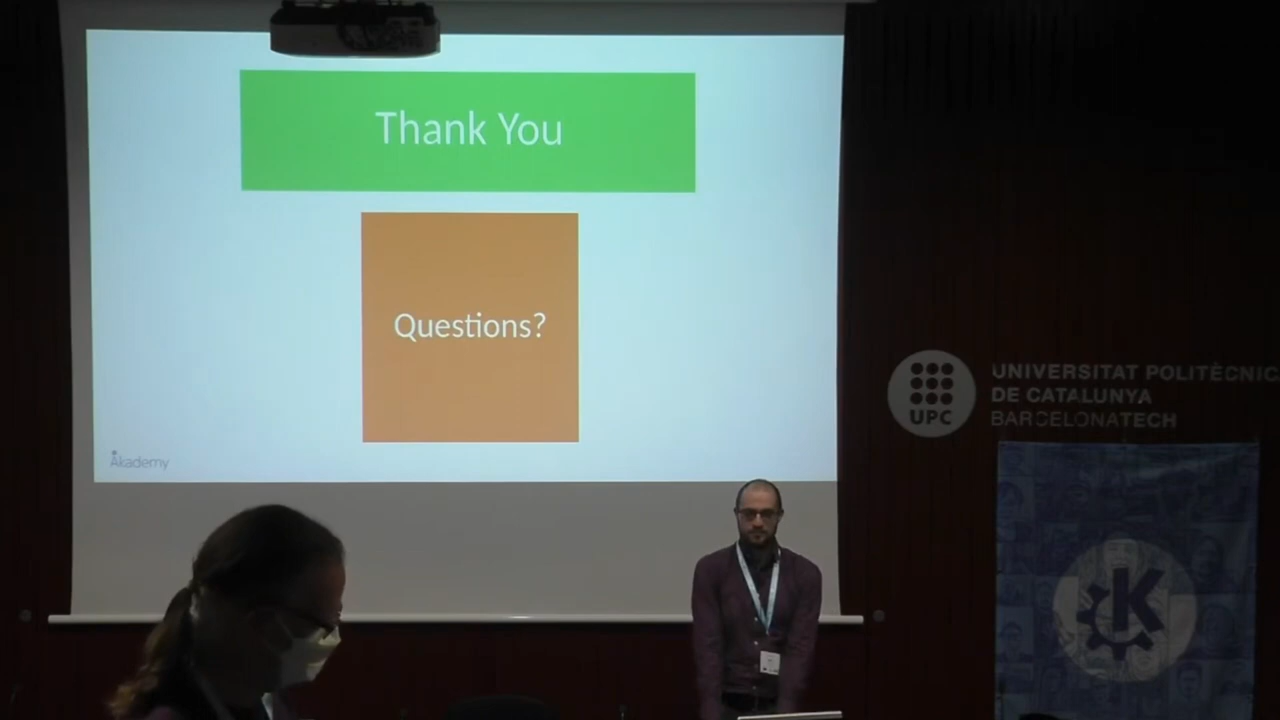 Thank You
Questions?
Akademy
UPC
UNIVERSITAT POLITÈCNIC
DE CATALUNYA
BARCELONATECH
K